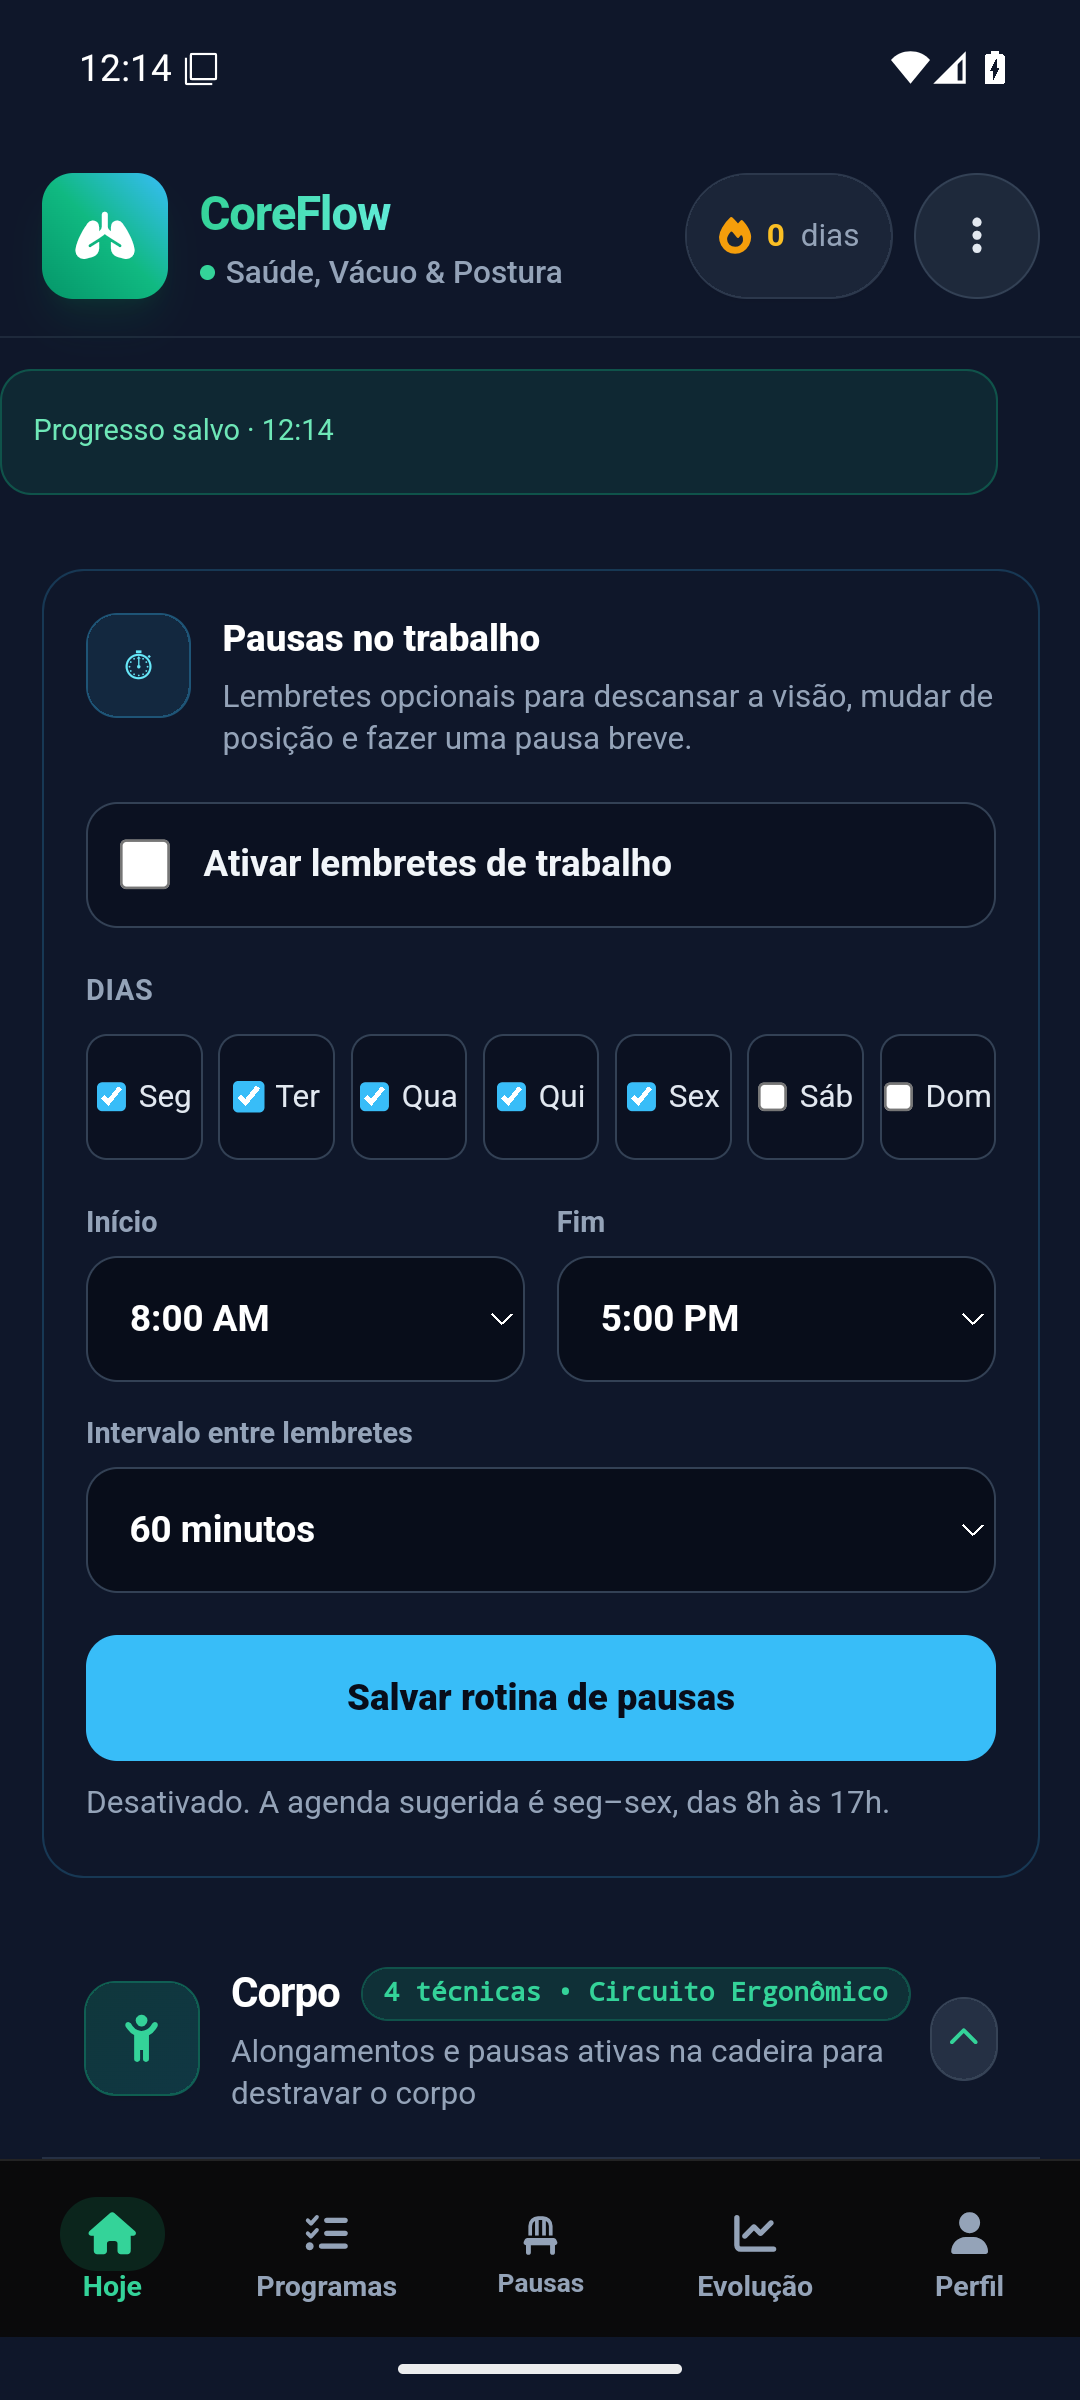 12:14
CoreFlow
Saúde, Vácuo & Postura
0 dias
Progresso salvo · 12:14
Pausas no trabalho
Lembretes opcionais para descansar a visão, mudar de
posição e fazer uma pausa breve.
Ativar lembretes de trabalho
DIAS
Seg Ter Qua Qui Sex Sáb Dom
Início Fim
8:00 AM 5:00 PM
Intervalo entre lembretes
60 minutos
Salvar rotina de pausas
Desativado. A agenda sugerida é seg–sex, das 8h às 17h.
Corpo 4 técnicas • Circuito Ergonômico
Alongamentos e pausas ativas na cadeira para
destravar o corpo
Hoje Programas Pausas Evolução Perfil